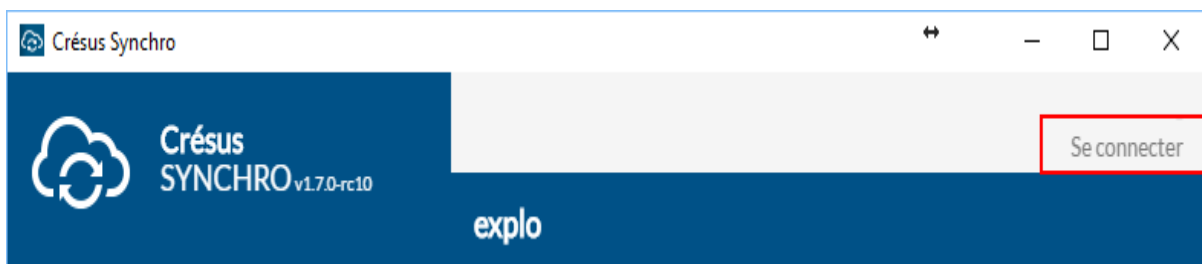 Crésus Synchro
Se connecter
Crésus
SYNCHRO v1.7.0-rc10
explo